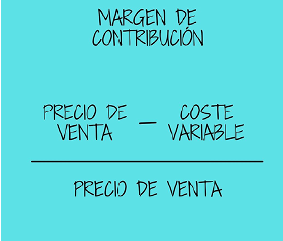 MARGEN DE
CONTRIBUCIÓN
PRECIO DE VENTA − COSTE VARIABLE
PRECIO DE VENTA